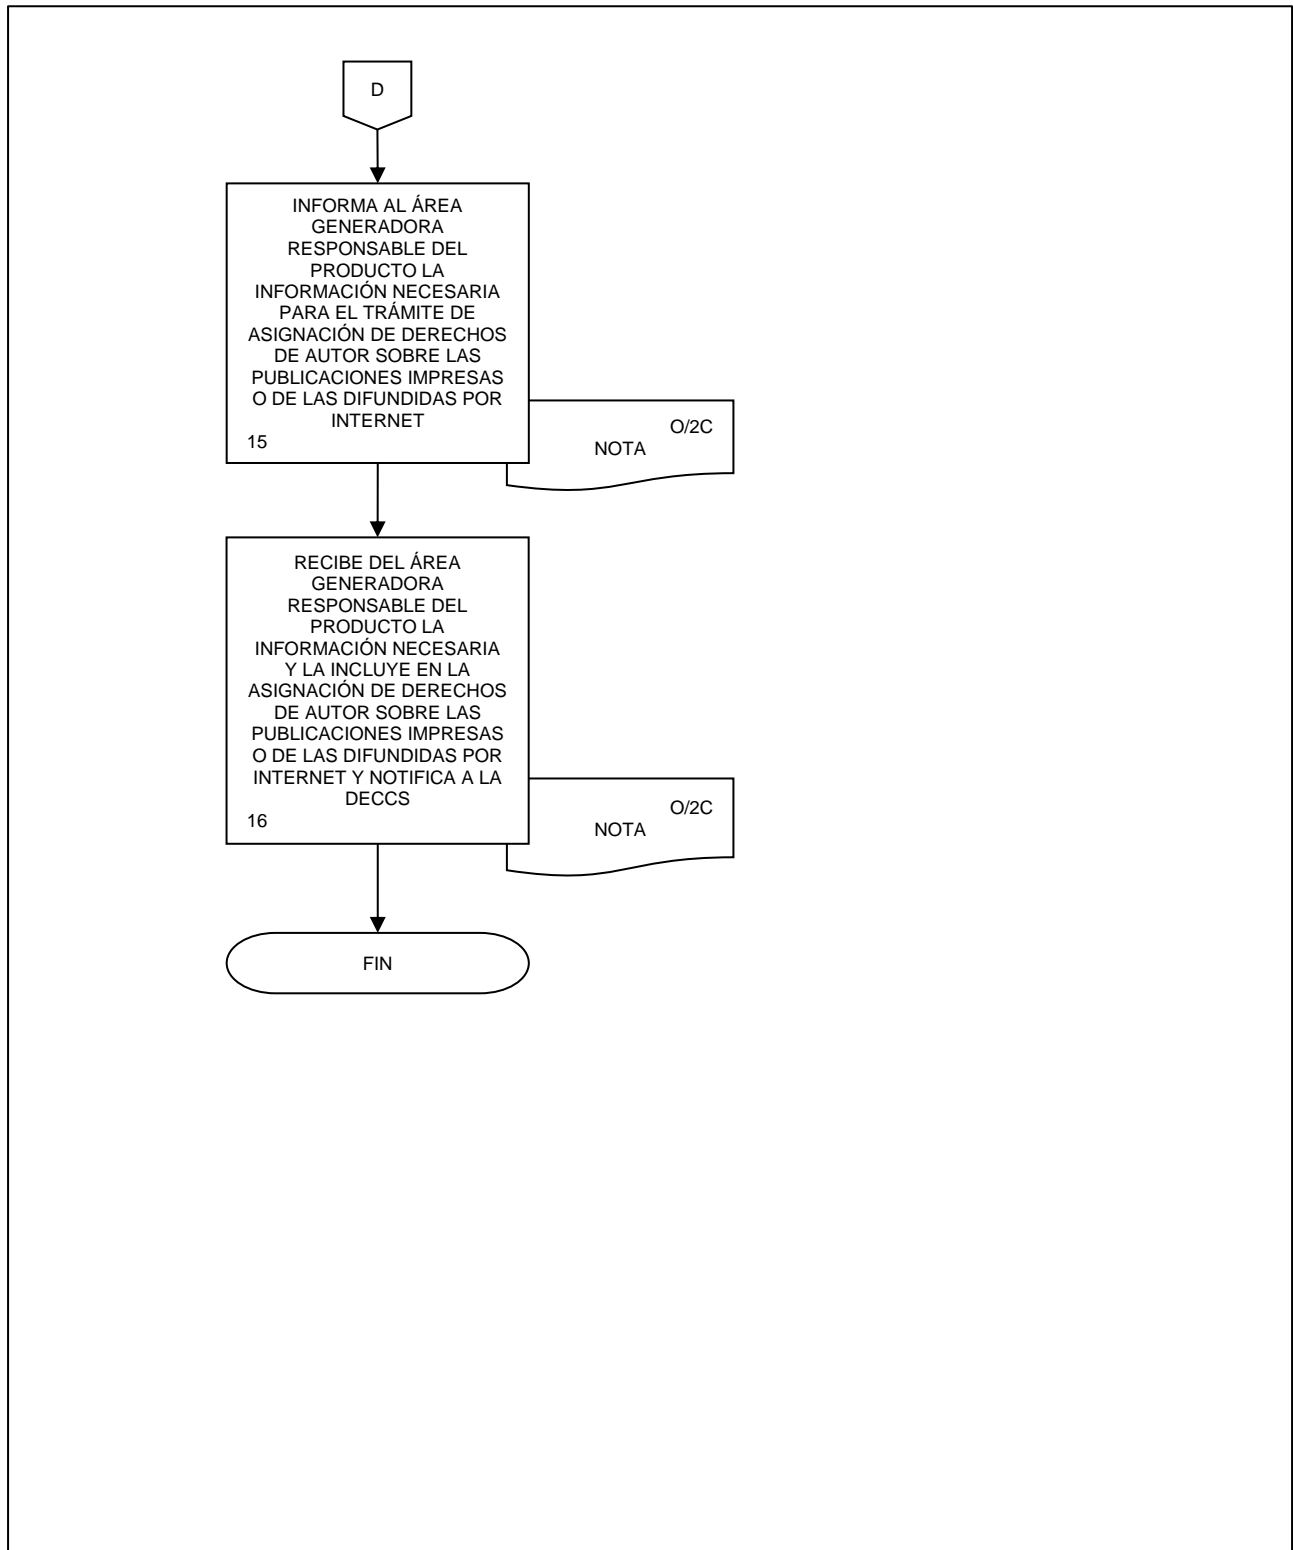 D
INFORMA AL ÁREA
GENERADORA
RESPONSABLE DEL
PRODUCTO LA
INFORMACIÓN NECESARIA
PARA EL TRÁMITE DE
ASIGNACIÓN DE DERECHOS
DE AUTOR SOBRE LAS
PUBLICACIONES IMPRESAS
O DE LAS DIFUNDIDAS POR
INTERNET
15
O/2C
NOTA
RECIBE DEL ÁREA
GENERADORA
RESPONSABLE DEL
PRODUCTO LA
INFORMACIÓN NECESARIA
Y LA INCLUYE EN LA
ASIGNACIÓN DE DERECHOS
DE AUTOR SOBRE LAS
PUBLICACIONES IMPRESAS
O DE LAS DIFUNDIDAS POR
INTERNET Y NOTIFICA A LA
DECCS
16
O/2C
NOTA
FIN